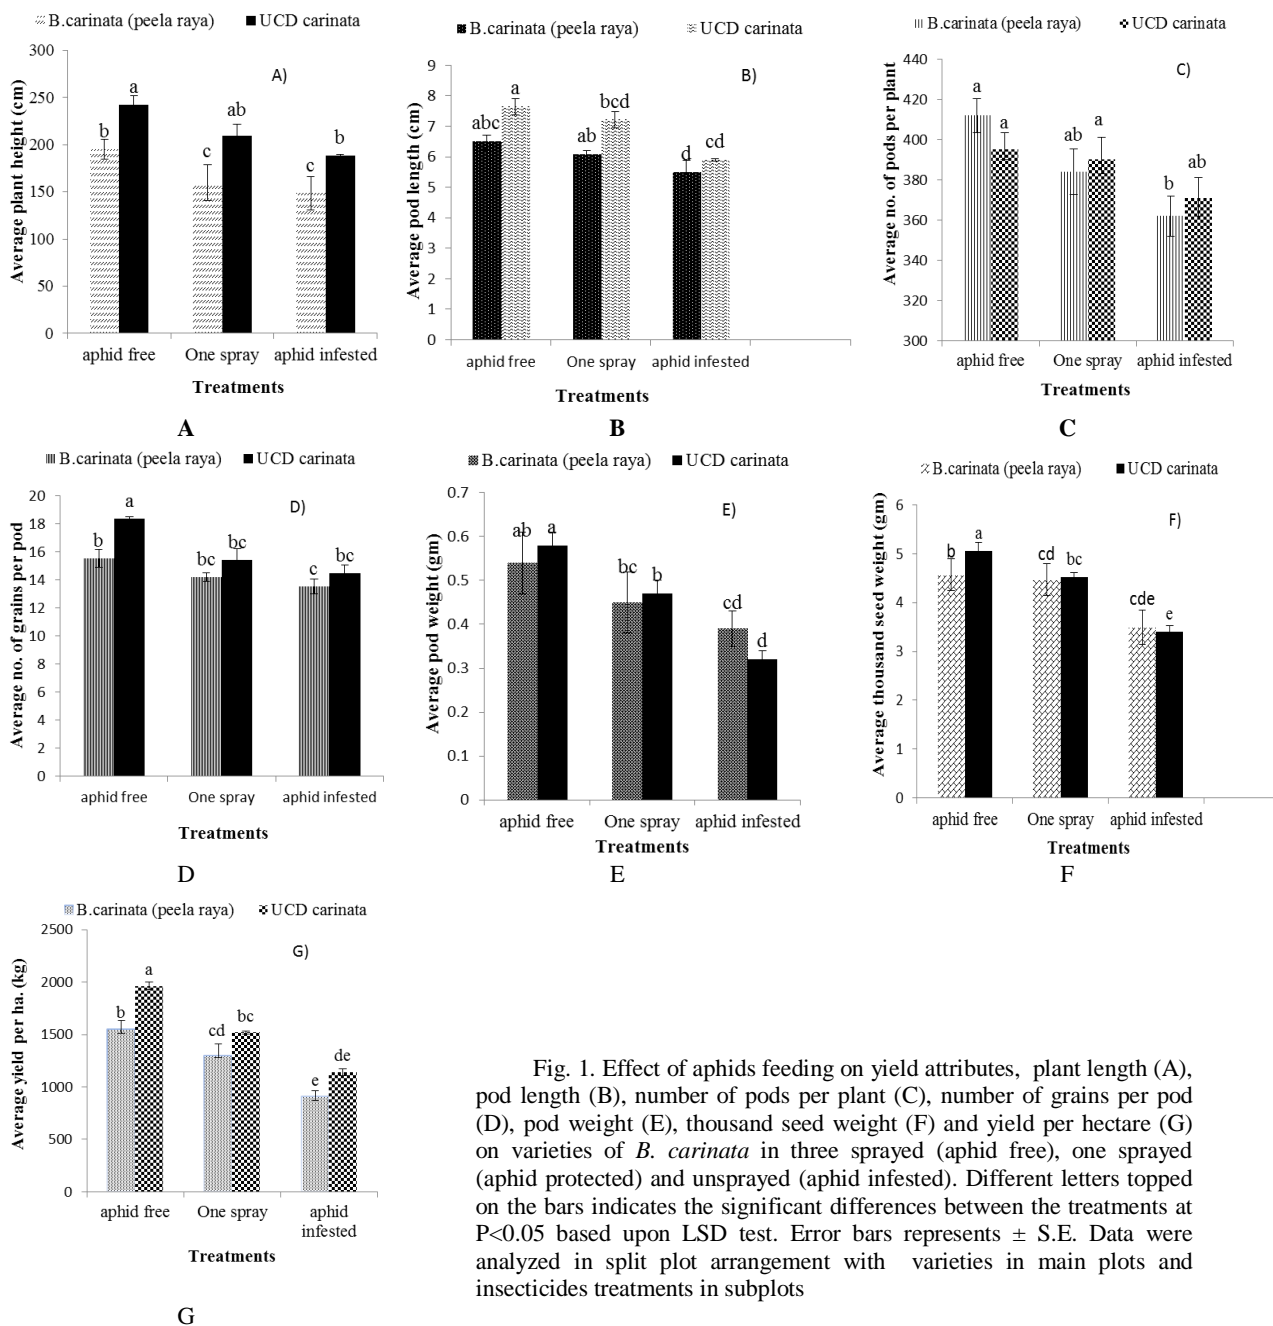 B.carinata (peela raya) UCD carinata
A)
Average plant height (cm)
300
250
200
150
100
50
0
b a c ab c b
aphid free One spray aphid infested
Treatments
A
B.carinata (peela raya) UCD carinata
B)
Average pod length (cm)
9
8
7
6
5
4
3
2
1
0
abc a ab bcd d cd
aphid free One spray aphid infested
Treatments
B
B.carinata (peela raya) UCD carinata
C)
Average no. of pods per plant
440
420
400
380
360
340
320
300
a a ab a b ab
aphid free One spray aphid infested
Treatments
C
B.carinata (peela raya) UCD carinata
D)
Average no. of grains per pod
20
18
16
14
12
10
8
6
4
2
0
b a bc bc c bc
aphid free One spray aphid infested
Treatments
D
B.carinata (peela raya) UCD carinata
E)
Average pod weight (gm)
0.7
0.6
0.5
0.4
0.3
0.2
0.1
0
ab a bc b cd d
aphid free One spray aphid infested
Treatments
E
B.carinata (peela raya) UCD carinata
F)
Average thousand seed weight (gm)
6
5
4
3
2
1
0
b a cd bc cde e
aphid free One spray aphid infested
Treatments
F
B.carinata (peela raya) UCD carinata
G)
Average yield per ha. (kg)
2500
2000
1500
1000
500
0
b a cd bc e de
aphid free One spray aphid
infested
Treatments
G
Fig. 1. Effect of aphids feeding on yield attributes, plant length (A),
pod length (B), number of pods per plant (C), number of grains per pod
(D), pod weight (E), thousand seed weight (F) and yield per hectare (G)
on varieties of B. carinata in three sprayed (aphid free), one sprayed
(aphid protected) and unsprayed (aphid infested). Different letters topped
on the bars indicates the significant differences between the treatments at
P<0.05 based upon LSD test. Error bars represents ± S.E. Data were
analyzed in split plot arrangement with varieties in main plots and
insecticides treatments in subplots